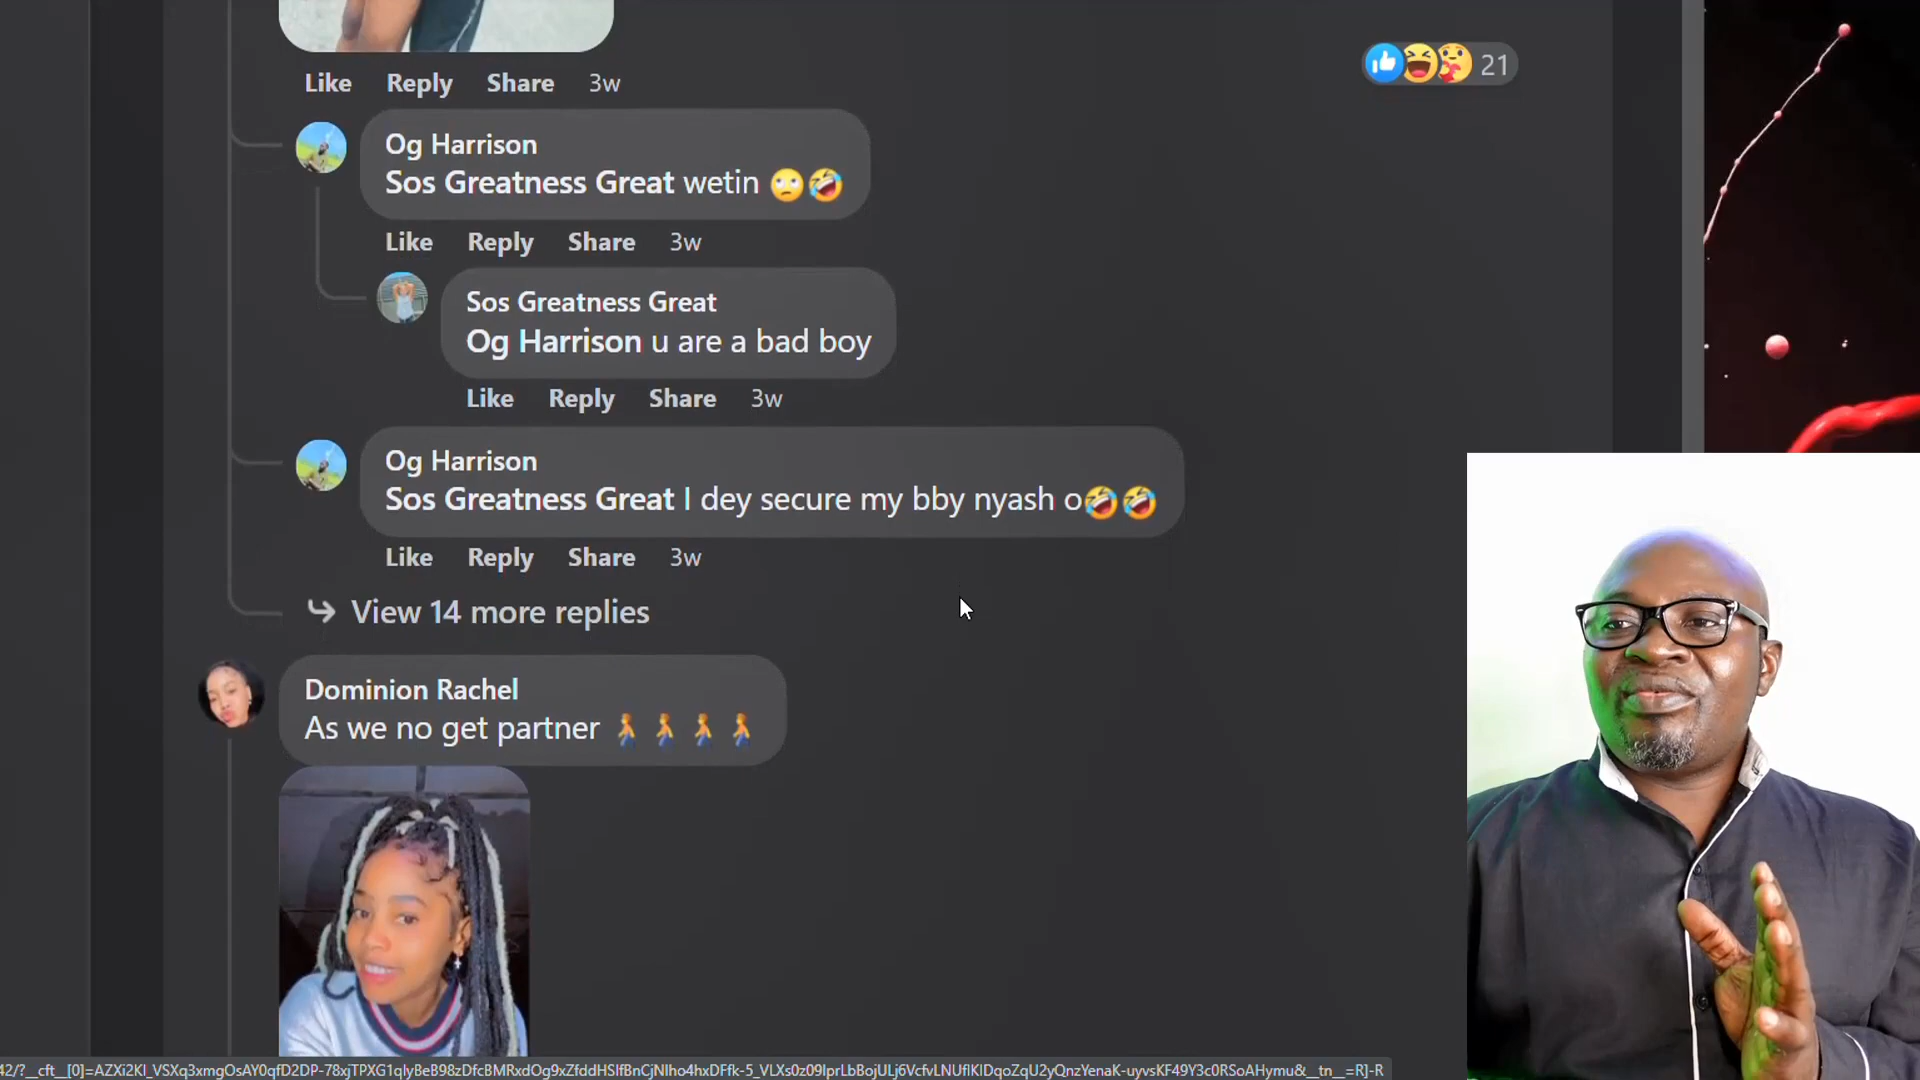 Like Reply Share 3w
21
Og Harrison
Sos Greatness Great wetin 🙄🤣
Like Reply Share 3w
Sos Greatness Great
Og Harrison u are a bad boy
Like Reply Share 3w
Og Harrison
Sos Greatness Great I dey secure my bby nyash o🤣🤣
Like Reply Share 3w
View 14 more replies
Dominion Rachel
As we no get partner 🚶🚶🚶🚶